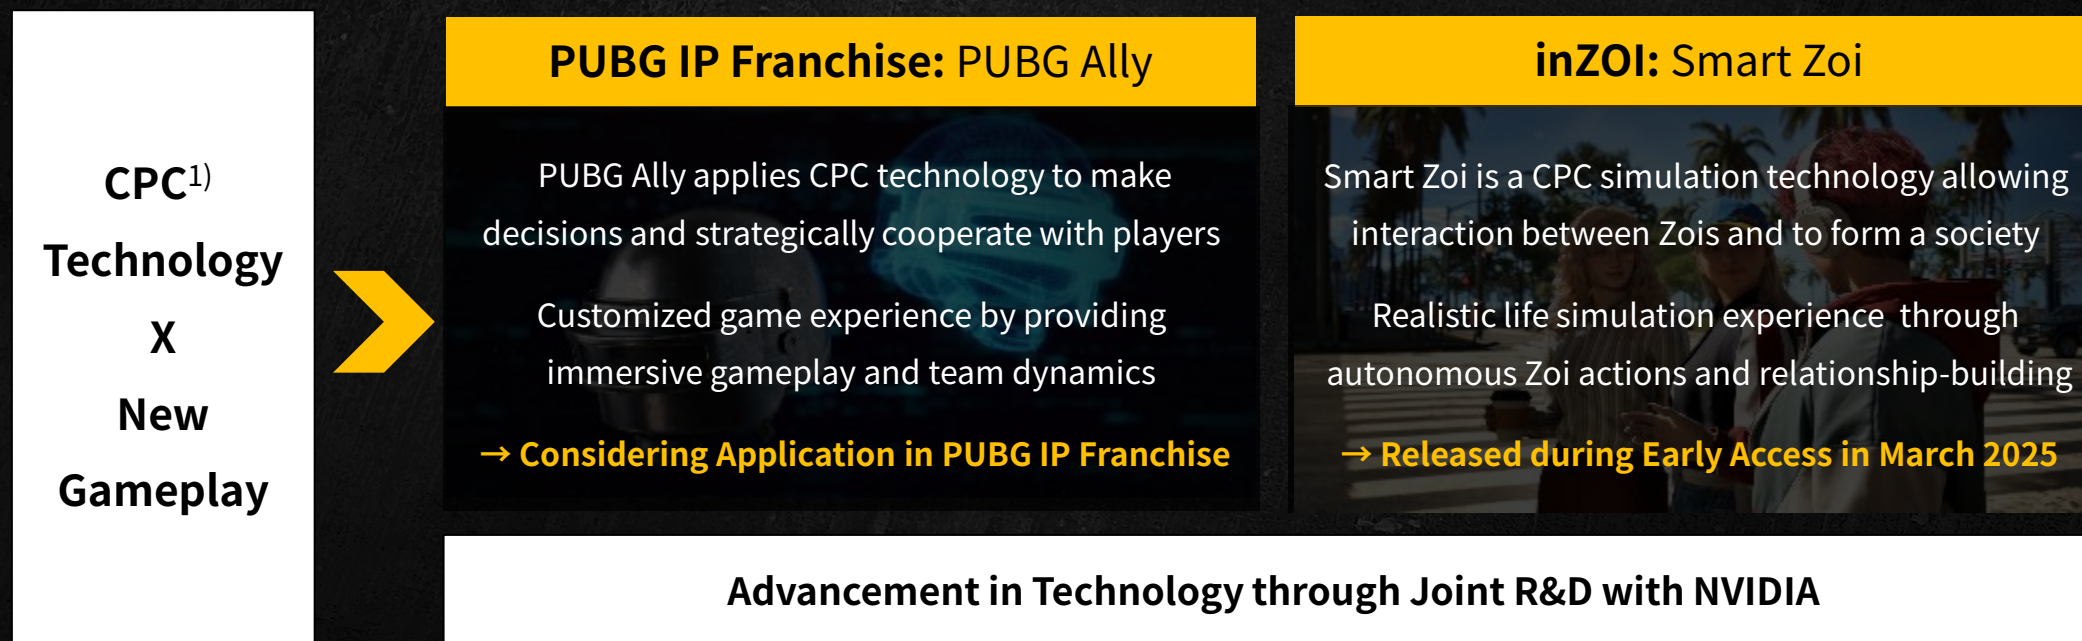 CPC1)
Technology
X
New
Gameplay
PUBG IP Franchise: PUBG Ally
PUBG Ally applies CPC technology to make
decisions and strategically cooperate with players
Customized game experience by providing
immersive gameplay and team dynamics
→ Considering Application in PUBG IP Franchise
inZOI: Smart Zoi
Smart Zoi is a CPC simulation technology allowing
interaction between Zois and to form a society
Realistic life simulation experience through
autonomous Zoi actions and relationship-building
→ Released during Early Access in March 2025
Advancement in Technology through Joint R&D with NVIDIA